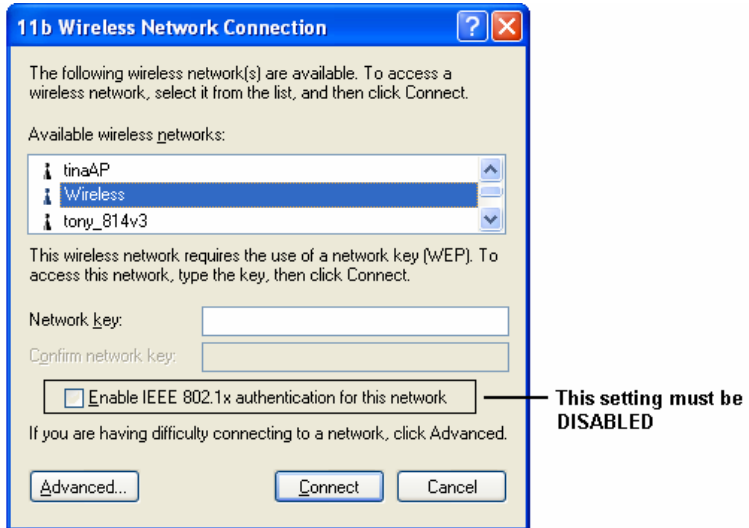 11b Wireless Network Connection
The following wireless network(s) are available. To access a
wireless network, select it from the list, and then click Connect.
Available wireless networks:
tinaAP
Wireless
tony_814v3
This wireless network requires the use of a network key (WEP). To
access this network, type the key, then click Connect.
Network key:
Confirm network key:
Enable IEEE 802.1x authentication for this network
This setting must be
DISABLED
If you are having difficulty connecting to a network, click Advanced.
Advanced...
Connect
Cancel